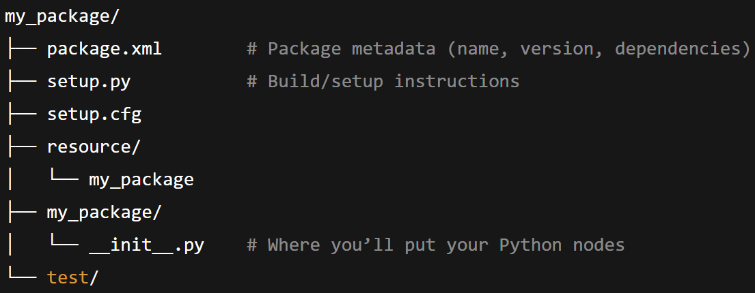 my_package/
├── package.xml        # Package metadata (name, version, dependencies)
├── setup.py           # Build/setup instructions
├── setup.cfg
├── resource/
│   └── my_package
├── my_package/
│   └── __init__.py    # Where you’ll put your Python nodes
└── test/